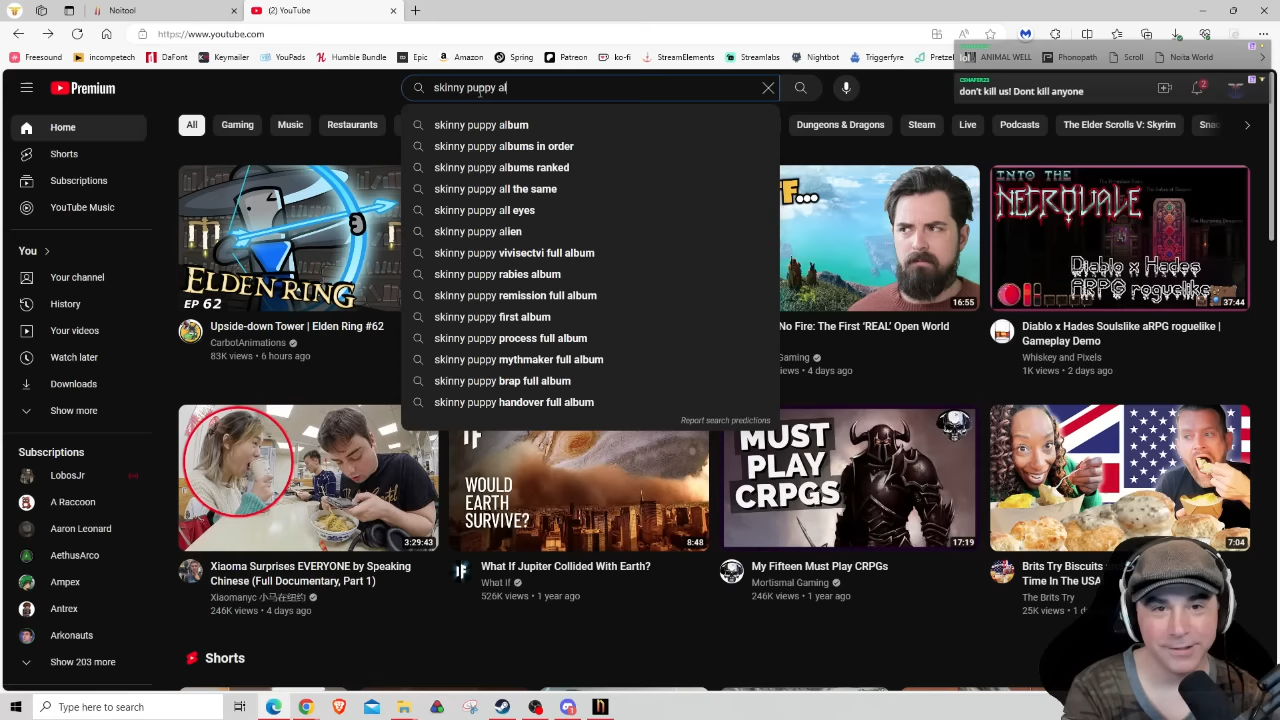 Noitool
(2) YouTube
https://www.youtube.com
Freesound
incompetech
DaFont
Keymailer
YouTube Tags
Humble Bundle
Epic
Amazon
Spring
Patreon
ko-fi
StreamElements
Streamlabs
Nightbot
Firebot
ANIMAL WELL
Phonopath
Scroll
Noita World
lol
CSHAFER23
don't kill us! Dont kill anyone
Premium
skinny puppy al
2
Home
Shorts
Subscriptions
YouTube Music
You
Your channel
History
Your videos
Watch later
Downloads
Show more
Subscriptions
LobosJr
A Raccoon
Aaron Leonard
AethusArco
Ampex
Antrex
Arkonauts
Show 203 more
All
Gaming
Music
Restaurants
Dungeons & Dragons
Steam
Live
Podcasts
The Elder Scrolls V: Skyrim
skinny puppy album
skinny puppy albums in order
skinny puppy albums ranked
skinny puppy all the same
skinny puppy all eyes
skinny puppy alien
skinny puppy vivisectvi full album
skinny puppy rabies album
skinny puppy remission full album
skinny puppy first album
skinny puppy process full album
skinny puppy mythmaker full album
skinny puppy brap full album
skinny puppy handover full album
Report search predictions
ELDEN RING
EP 62
Upside-down Tower | Elden Ring #62
CarbotAnimations
83K views • 6 hours ago
16:55
No Fire: The First 'REAL' Open World
4 days ago
INTO THE
NECROVALE
Diablo x Hades
ARPG roguelike
37:44
Diablo x Hades Soulslike aRPG roguelike |
Gameplay Demo
Whiskey and Pixels
1K views • 2 days ago
3:29:43
Xiaoma Surprises EVERYONE by Speaking
Chinese (Full Documentary, Part 1)
Xiaomanyc 小马在纽约
246K views • 4 days ago
IF
WOULD
EARTH
SURVIVE?
8:48
What If Jupiter Collided With Earth?
What If
526K views • 1 year ago
MUST
PLAY
CRPGS
17:19
My Fifteen Must Play CRPGs
Mortismal Gaming
246K views • 1 year ago
7:04
Brits Try Biscuits
Time In The USA
The Brits Try
25K views • 1 d
Shorts
Type here to search